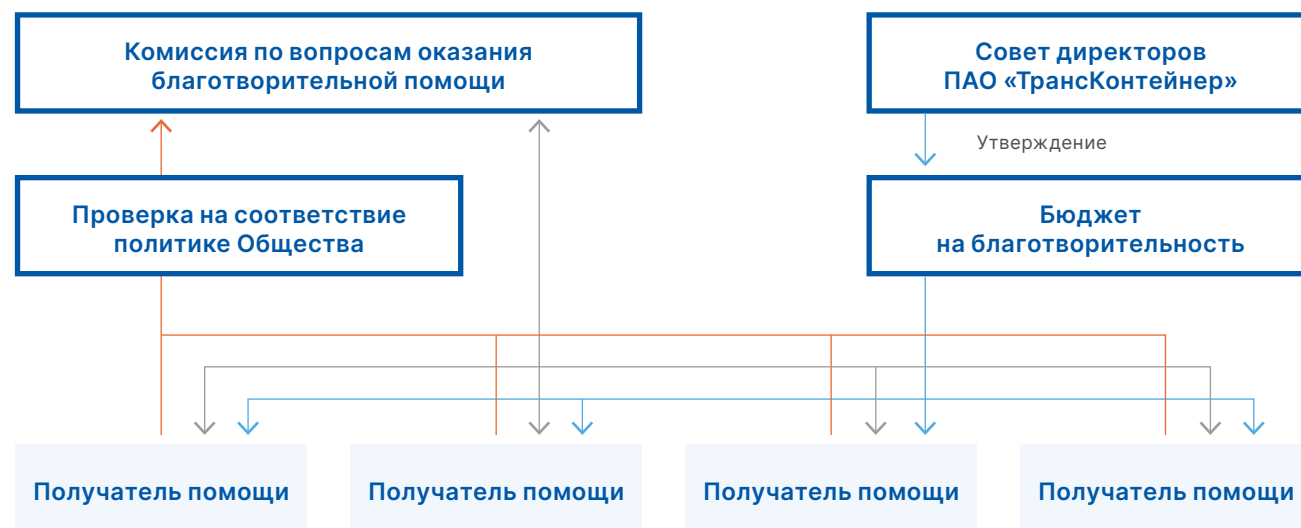 Комиссия по вопросам оказания
благотворительной помощи
Совет директоров
ПАО «ТрансКонтейнер»
Утверждение
Проверка на соответствие
политике Общества
Бюджет
на благотворительность
Получатель помощи
Получатель помощи
Получатель помощи
Получатель помощи